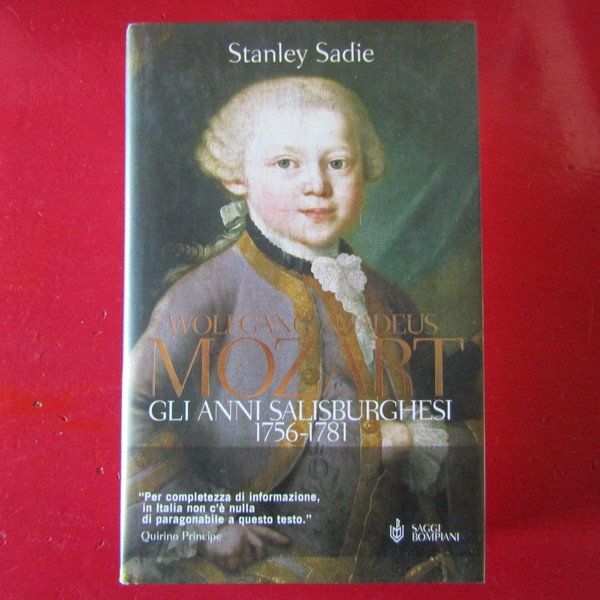 Stanley Sadie
WOLFGANG AMADEUS
MOZART
GLI ANNI SALISBURGHESI
1756-1781
"Per completezza di informazione,
in Italia non c'è nulla
di paragonabile a questo testo."
Quirino Principe
SAGGI
BOMPIANI